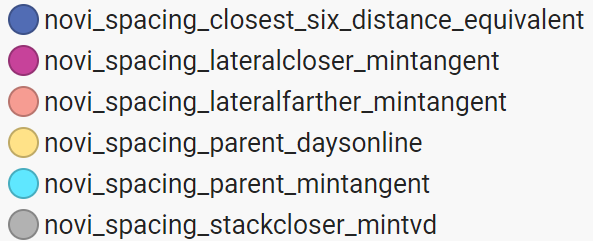 novi_spacing_closest_six_distance_equivalent
novi_spacing_lateralcloser_mintangent
novi_spacing_lateralfarther_mintangent
novi_spacing_parent_daysonline
novi_spacing_parent_mintangent
novi_spacing_stackcloser_mintvd